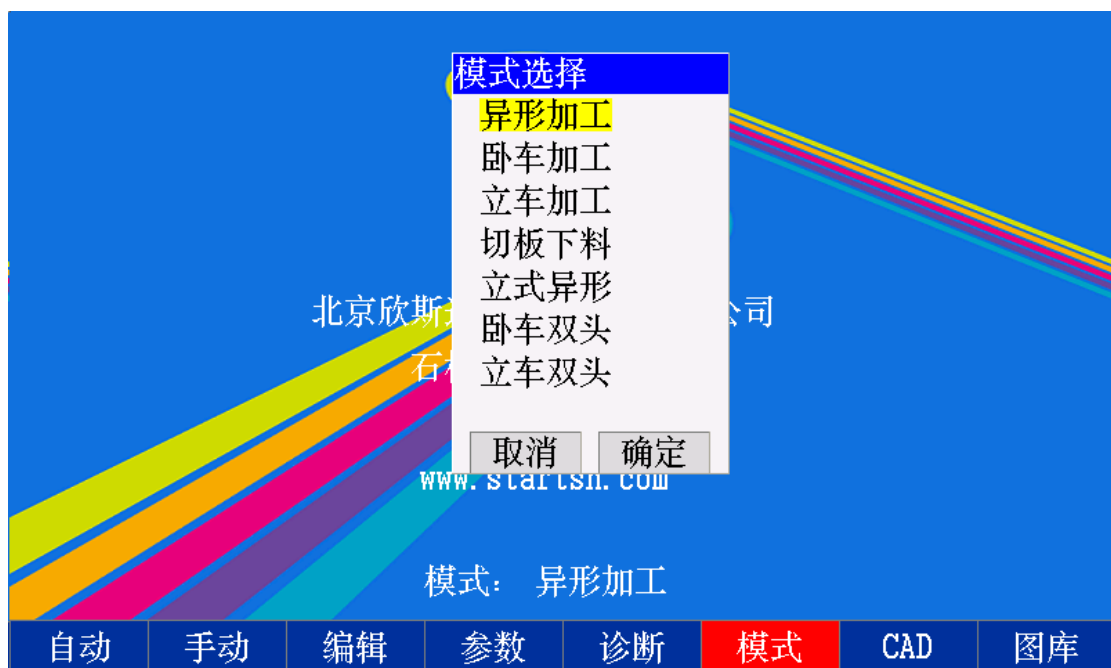 模式选择
异形加工
卧车加工
立车加工
切板下料
立式异形
卧车双头
立车双头
取消 确定
北京欣斯 公司
石
www.startsh.com
模式: 异形加工
自动 手动 编辑 参数 诊断 模式 CAD 图库